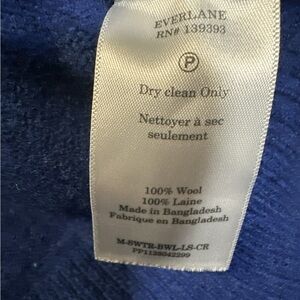 EVERLANE
RN# 139393
P
Dry clean Only
Nettoyer à sec
seulement
100% Wool
100% Laine
Made in Bangladesh
Fabrique en Bangladesh
M-SWTR-BWL-LS-CR
PP1138042299